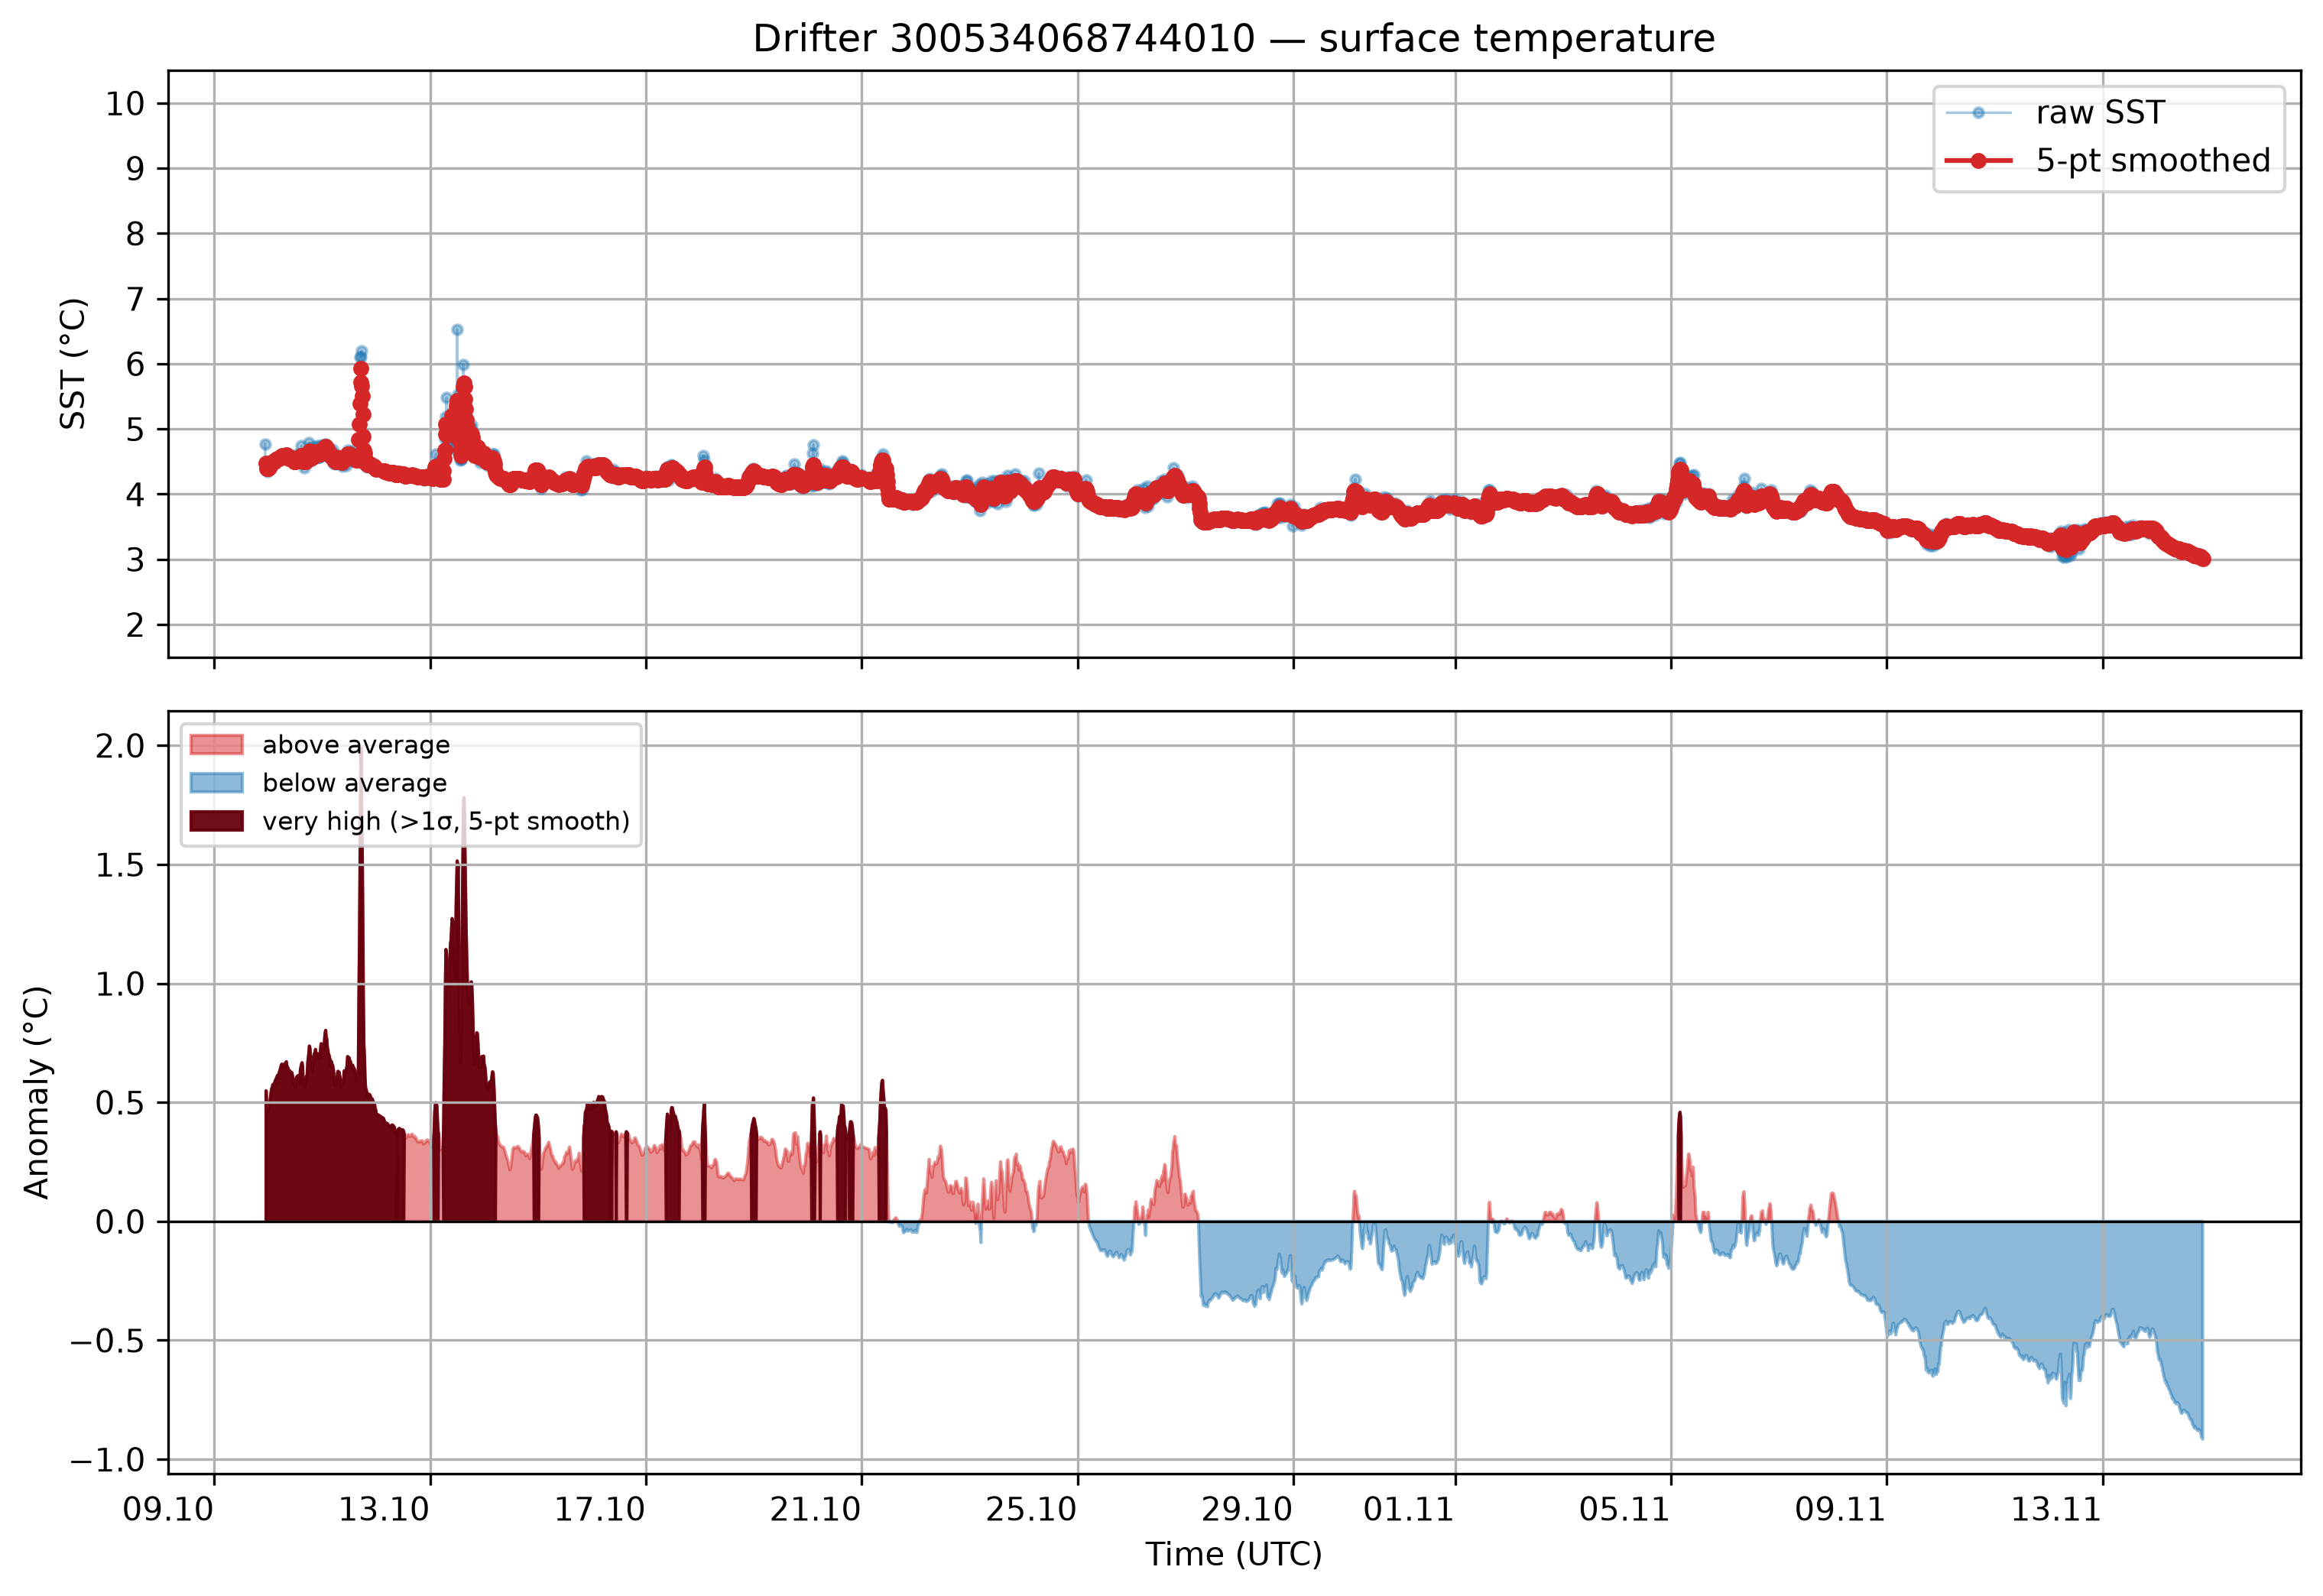 Drifter 300534068744010 — surface temperature
10
9
8
7
6
5
4
3
2
SST (°C)
raw SST
5-pt smoothed
2.0
1.5
1.0
0.5
0.0
−0.5
−1.0
Anomaly (°C)
above average
below average
very high (>1σ, 5-pt smooth)
09.10 13.10 17.10 21.10 25.10 29.10 01.11 05.11 09.11 13.11
Time (UTC)